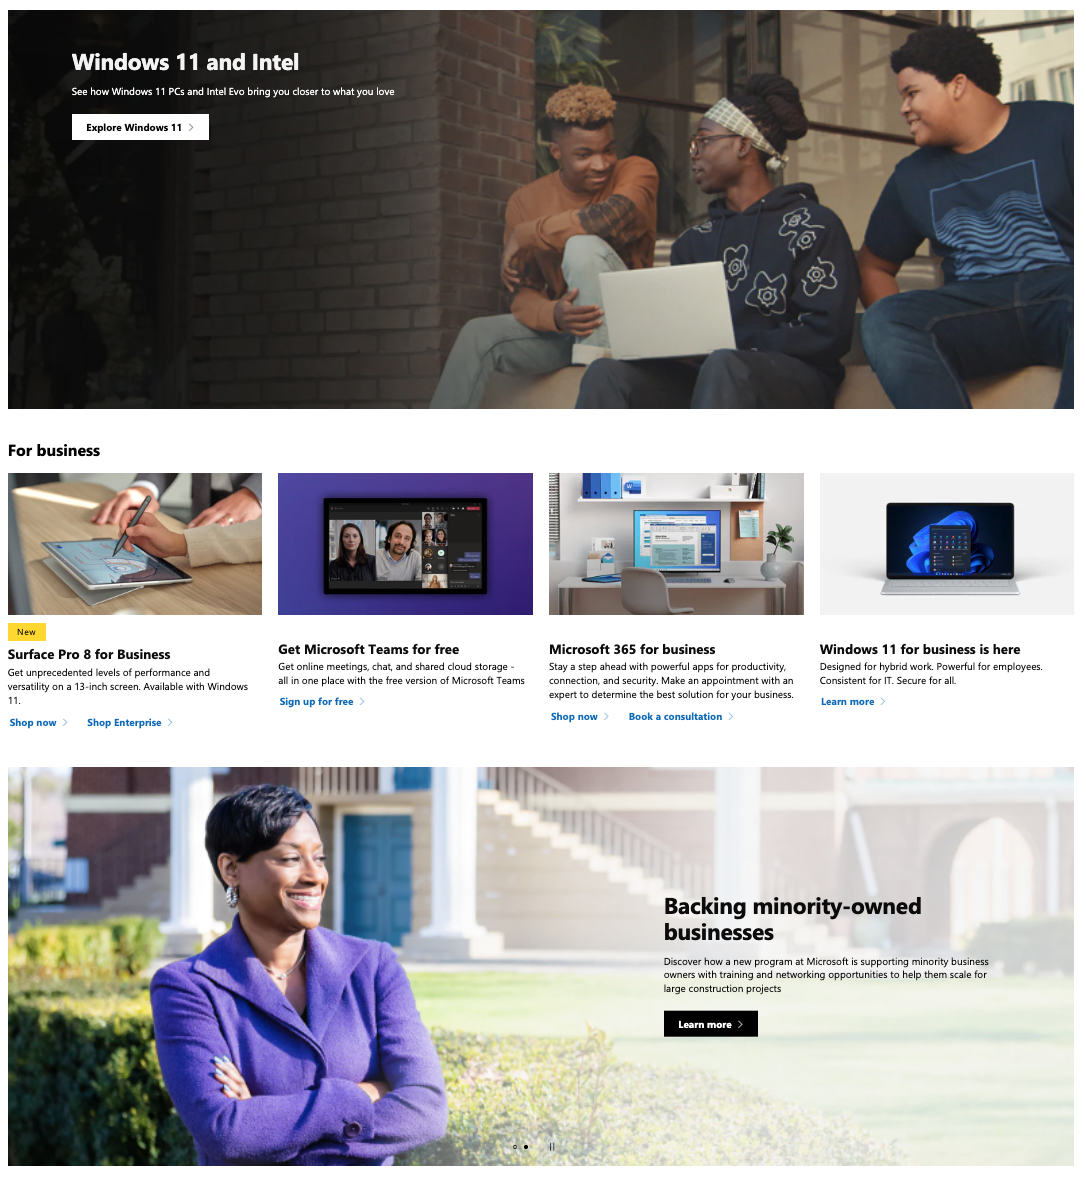 Windows 11 and Intel
See how Windows 11 PCs and Intel Evo bring you closer to what you love
Explore Windows 11
For business
New
Surface Pro 8 for Business
Get unprecedented levels of performance and
versatility on a 13-inch screen. Available with Windows
11.
Shop now
Shop Enterprise
Get Microsoft Teams for free
Get online meetings, chat, and shared cloud storage -
all in one place with the free version of Microsoft Teams
Sign up for free
Microsoft 365 for business
Stay a step ahead with powerful apps for productivity,
connection, and security. Make an appointment with an
expert to determine the best solution for your business.
Shop now
Book a consultation
Windows 11 for business is here
Designed for hybrid work. Powerful for employees.
Consistent for IT. Secure for all.
Learn more
Backing minority-owned
businesses
Discover how a new program at Microsoft is supporting minority business
owners with training and networking opportunities to help them scale for
large construction projects
Learn more